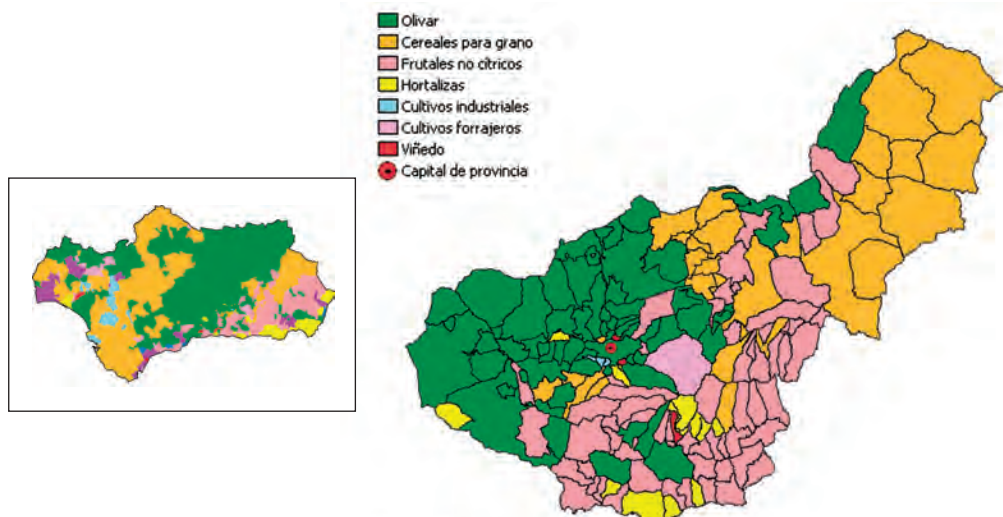 Olivar
Cereales para grano
Frutales no cítricos
Hortalizas
Cultivos industriales
Cultivos forrajeros
Viñedo
Capital de provincia